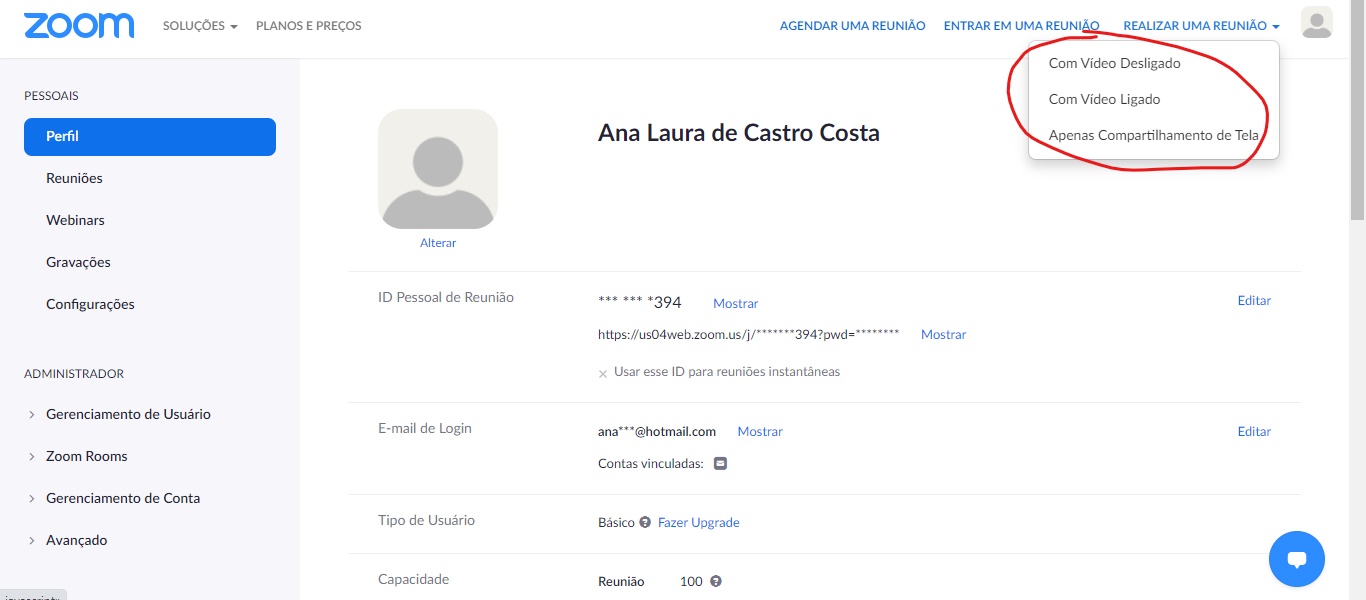 zoom SOLUÇÕES PLANOS E PREÇOS AGENDAR UMA REUNIÃO ENTRAR EM UMA REUNIÃO REALIZAR UMA REUNIÃO
Com Vídeo Desligado
Com Vídeo Ligado
Apenas Compartilhamento de Tela
PESSOAIS
Perfil
Reuniões
Webinars
Gravações
Configurações
ADMINISTRADOR
Gerenciamento de Usuário
Zoom Rooms
Gerenciamento de Conta
Avançado
Ana Laura de Castro Costa
Alterar
ID Pessoal de Reunião *** *** *394 Mostrar Editar
https://us04web.zoom.us/j/*******394?pwd=******** Mostrar
Usar esse ID para reuniões instantâneas
E-mail de Login ana***@hotmail.com Mostrar Editar
Contas vinculadas:
Tipo de Usuário Básico Fazer Upgrade
Capacidade Reunião 100